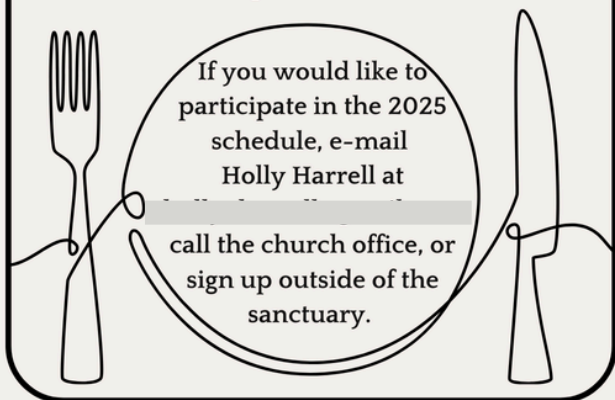 If you would like to
participate in the 2025
schedule, e-mail
Holly Harrell at
call the church office, or
sign up outside of the
sanctuary.